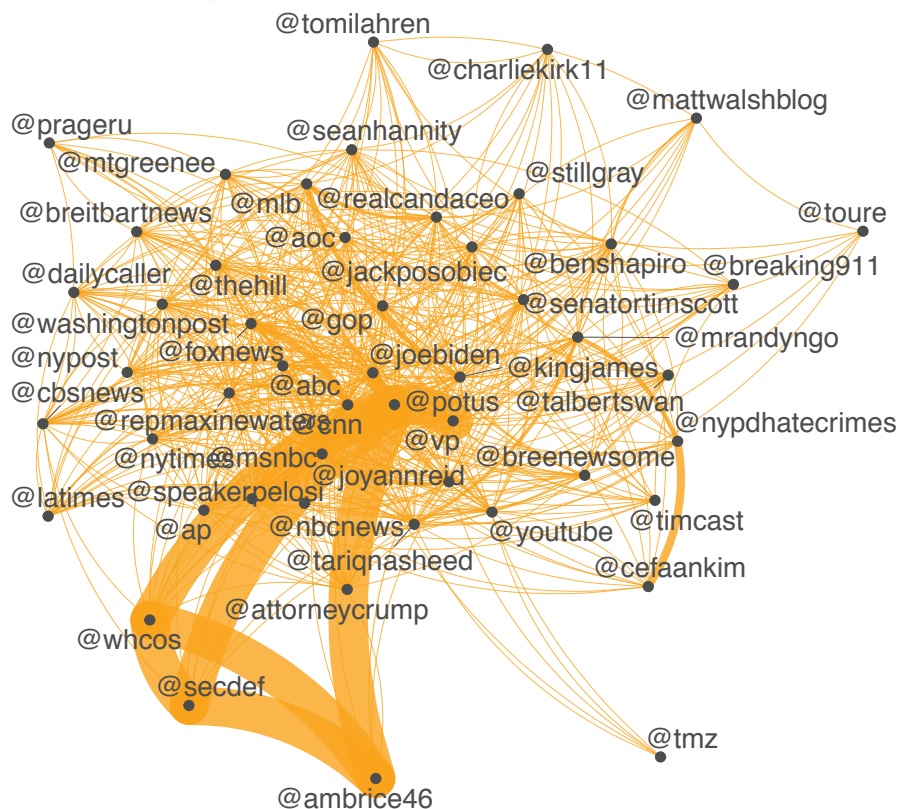 @tomilahren
@charliekirk11
@mattwalshblog
@prageru
@seanhannity
@mtgreenee
@stillgray
@mlb
@realcandaceo
@breitbartnews
@toure
@aoc
@dailycaller
@thehill
@jackposobiec
@benshapiro
@breaking911
@senatortimscott
@washingtonpost
@gop
@mrandyngo
@nypost
@foxnews
@joebiden
@kingjames
@abc
@cbsnews
@talbertswan
@potus
@repmaxinewaters
@cnn
@nypdhatecrimes
@vp
@nytimes
@msnbc
@breenewsome
@joyannreid
@latimes
@speakerpelosi
@ap
@nbcnews
@youtube
@timcast
@tariqnasheed
@cefaankim
@attorneycrump
@whcos
@secdef
@tmz
@ambrice46